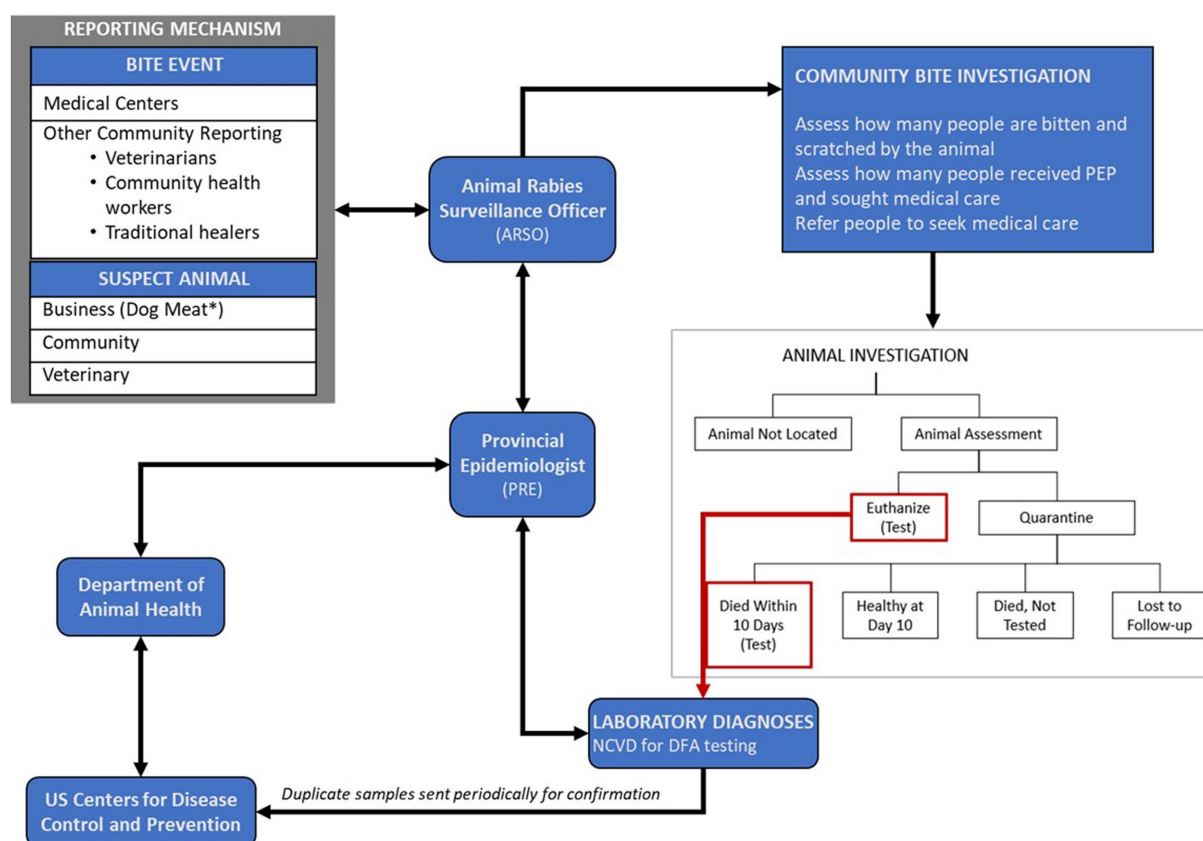 REPORTING MECHANISM
BITE EVENT
Medical Centers
Other Community Reporting
• Veterinarians
• Community health
workers
• Traditional healers
SUSPECT ANIMAL
Business (Dog Meat*)
Community
Veterinary
Animal Rabies
Surveillance Officer
(ARSO)
COMMUNITY BITE INVESTIGATION
Assess how many people are bitten and
scratched by the animal
Assess how many people received PEP
and sought medical care
Refer people to seek medical care
ANIMAL INVESTIGATION
Animal Not Located
Animal Assessment
Euthanize
(Test)
Quarantine
Died Within
10 Days
(Test)
Healthy at
Day 10
Died, Not
Tested
Lost to
Follow-up
Provincial
Epidemiologist
(PRE)
Department of
Animal Health
LABORATORY DIAGNOSES
NCVD for DFA testing
Duplicate samples sent periodically for confirmation
US Centers for Disease
Control and Prevention